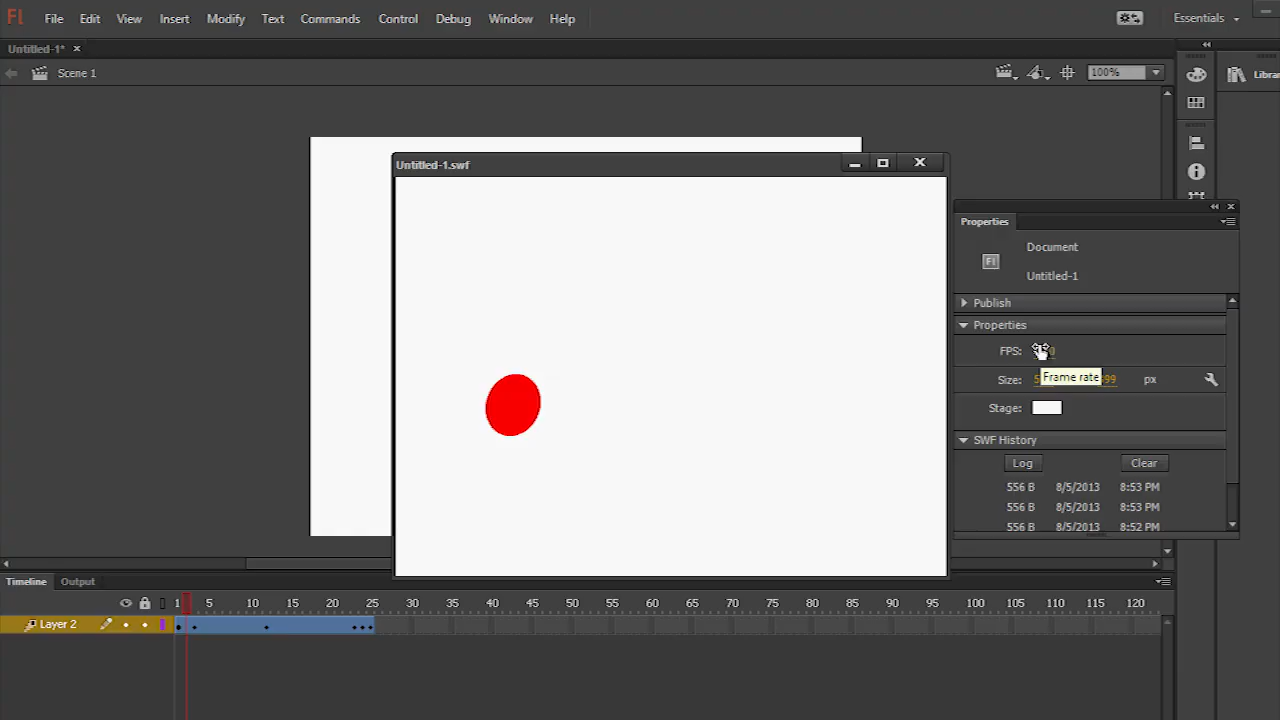 Fl File Edit View Insert Modify Text Commands Control Debug Window Help Essentials
Untitled-1* ×
Scene 1 100%
Untitled-1.swf
Properties
Fl Document
Untitled-1
Publish
Properties
FPS:
Size: px
Frame rate
Stage:
SWF History
Log Clear
556 B 8/5/2013 8:53 PM
556 B 8/5/2013 8:53 PM
556 B 8/5/2013 8:52 PM
Timeline Output
1 5 10 15 20 25 30 35 40 45 50 55 60 65 70 75 80 85 90 95 100 105 110 115 120
Layer 2